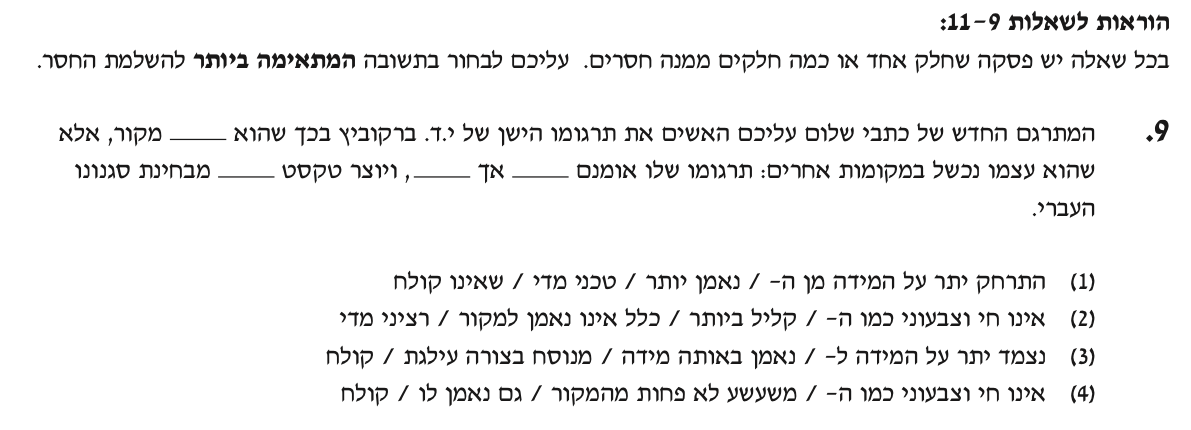 הוראות לשאלות 9–11:
בכל שאלה יש פסקה שחלק אחד או כמה חלקים ממנה חסרים. עליכם לבחור בתשובה המתאימה ביותר להשלמת החסר.
9. המתרגם החדש של כתבי שלום עליכם האשים את תרגומו הישן של י.ד. ברקוביץ בכך שהוא _____ מקור, אלא
שהוא עצמו נכשל במקומות אחרים: תרגומו שלו אומנם _____ אך _____, ויוצר טקסט _____ מבחינת סגנונו
העברי.
(1) התרחק יתר על המידה מן ה- / נאמן יותר / טכני מדי / שאינו קולח
(2) אינו חי וצבעוני כמו ה- / קליל ביותר / כלל אינו נאמן למקור / רציני מדי
(3) נצמד יתר על המידה ל- / נאמן באותה מידה / מנוסח בצורה עילגת / קולח
(4) אינו חי וצבעוני כמו ה- / משעשע לא פחות מהמקור / גם נאמן לו / קולח